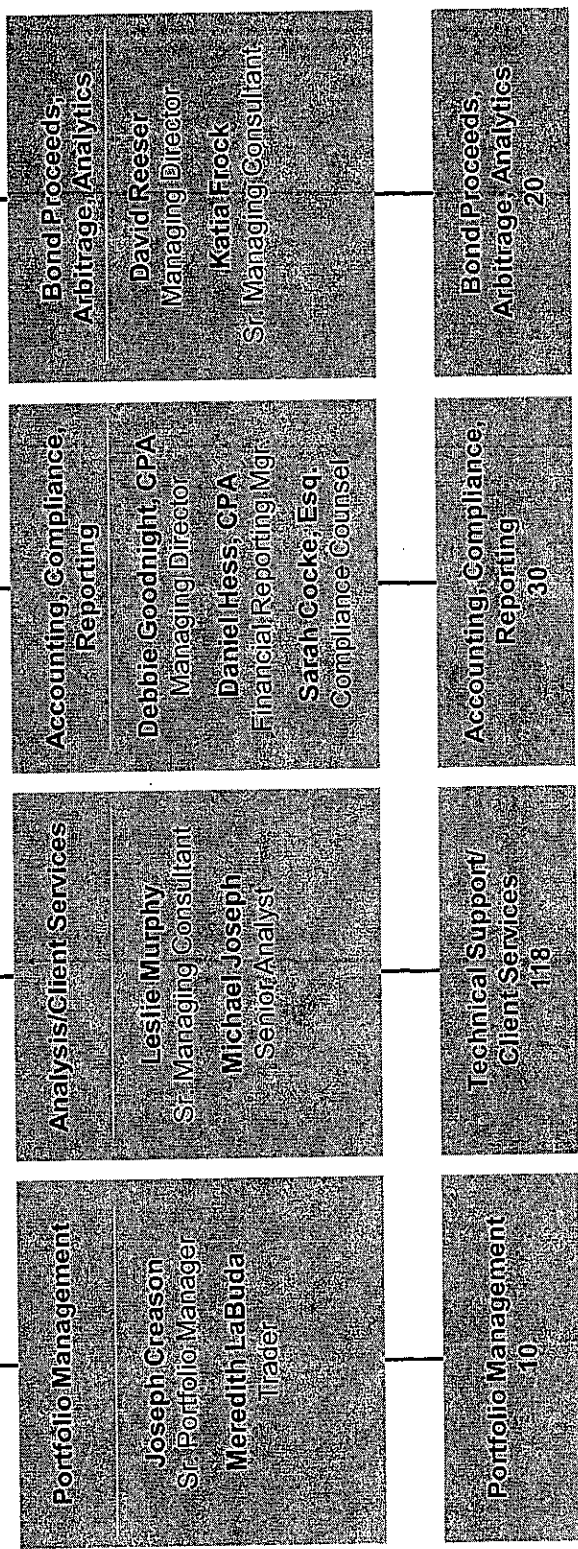 Portfolio Management
Joseph Creason
Sr. Portfolio Manager
Meredith LaBuda
Trader
Portfolio Management
10
Analysis/Client Services
Leslie Murphy
Sr. Managing Consultant
Michael Joseph
Senior Analyst
Technical Support/
Client Services
118
Accounting, Compliance,
Reporting
Debbie Goodnight, CPA
Managing Director
Daniel Hess, CPA
Financial Reporting Mgr.
Sarah Cocke, Esq.
Compliance Counsel
Accounting, Compliance,
Reporting
30
Bond Proceeds,
Arbitrage, Analytics
David Reeser
Managing Director
Katia Frock
Sr. Managing Consultant
Bond Proceeds,
Arbitrage, Analytics
20